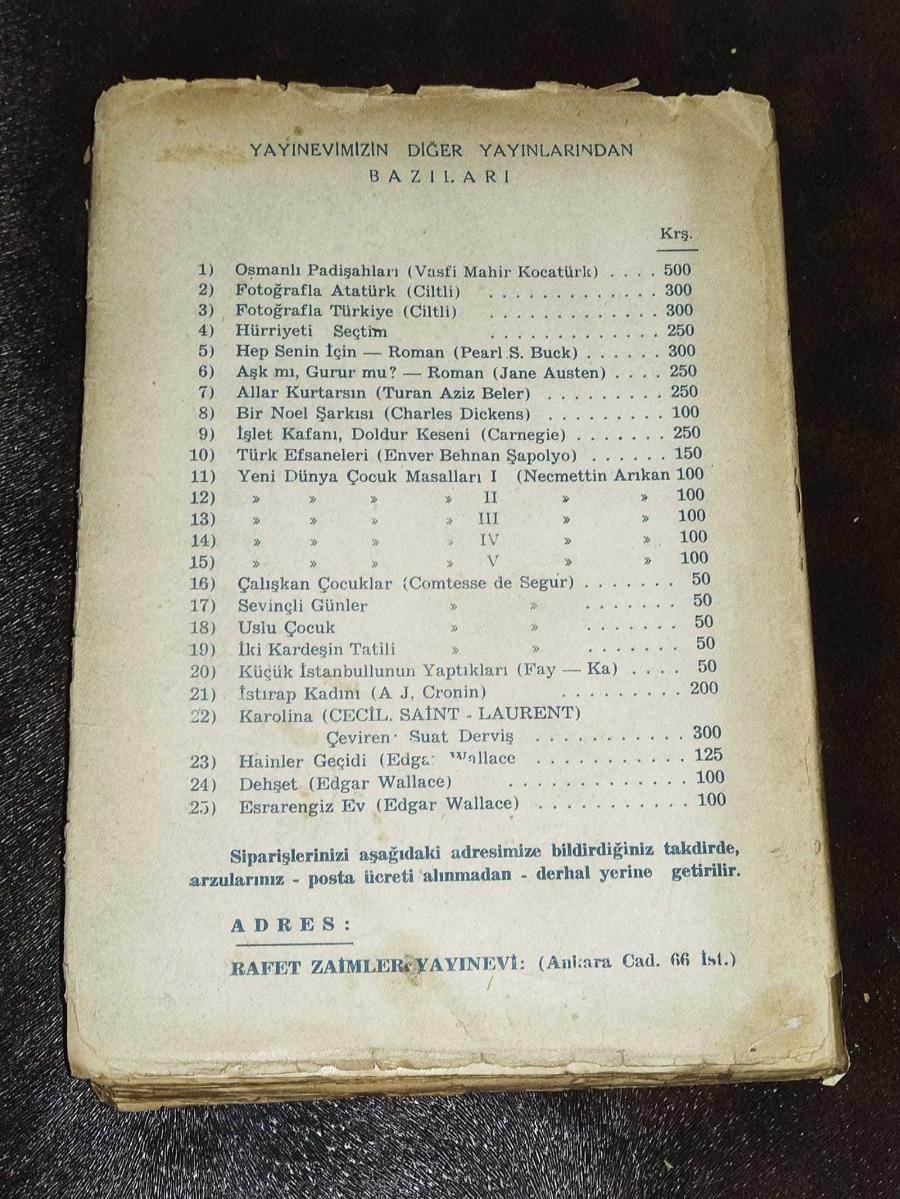 YAYINEVİMİZİN DİĞER YAYINLARINDAN
BAZILARI
Krş.
1) Osmanlı Padişahları (Vasfi Mahir Kocatürk) .... 500
2) Fotoğrafla Atatürk (Ciltli) ............. 300
3) Fotoğrafla Türkiye (Ciltli) ............. 300
4) Hürriyeti Seçtim ............. 250
5) Hep Senin İçin — Roman (Pearl S. Buck) ...... 300
6) Aşk mı, Gurur mu? — Roman (Jane Austen) .... 250
7) Allar Kurtarsın (Turan Aziz Beler) ......... 250
8) Bir Noel Şarkısı (Charles Dickens) ......... 100
9) İşlet Kafanı, Doldur Keseni (Carnegie) ....... 250
10) Türk Efsaneleri (Enver Behnan Şapolyo) ...... 150
11) Yeni Dünya Çocuk Masalları I (Necmettin Arıkan 100
12) » » » » II » » 100
13) » » » » III » » 100
14) » » » » IV » » 100
15) » » » » V » » 100
16) Çalışkan Çocuklar (Comtesse de Segur) ....... 50
17) Sevinçli Günler » » ....... 50
18) Uslu Çocuk » » ....... 50
19) İki Kardeşin Tatili » » ....... 50
20) Küçük İstanbullunun Yaptıkları (Fay — Ka) .... 50
21) İstırap Kadını (A J. Cronin) ......... 200
22) Karolina (CECİL. SAİNT - LAURENT)
Çeviren Suat Derviş ........... 300
23) Hainler Geçidi (Edgar Wallace ........... 125
24) Dehşet (Edgar Wallace) ............. 100
25) Esrarengiz Ev (Edgar Wallace) ........... 100
Siparişlerinizi aşağıdaki adresimize bildirdiğiniz takdirde,
arzularınız - posta ücreti alınmadan - derhal yerine getirilir.
ADRES:
RAFET ZAİMLER YAYINEVİ: (Ankara Cad. 66 İst.)